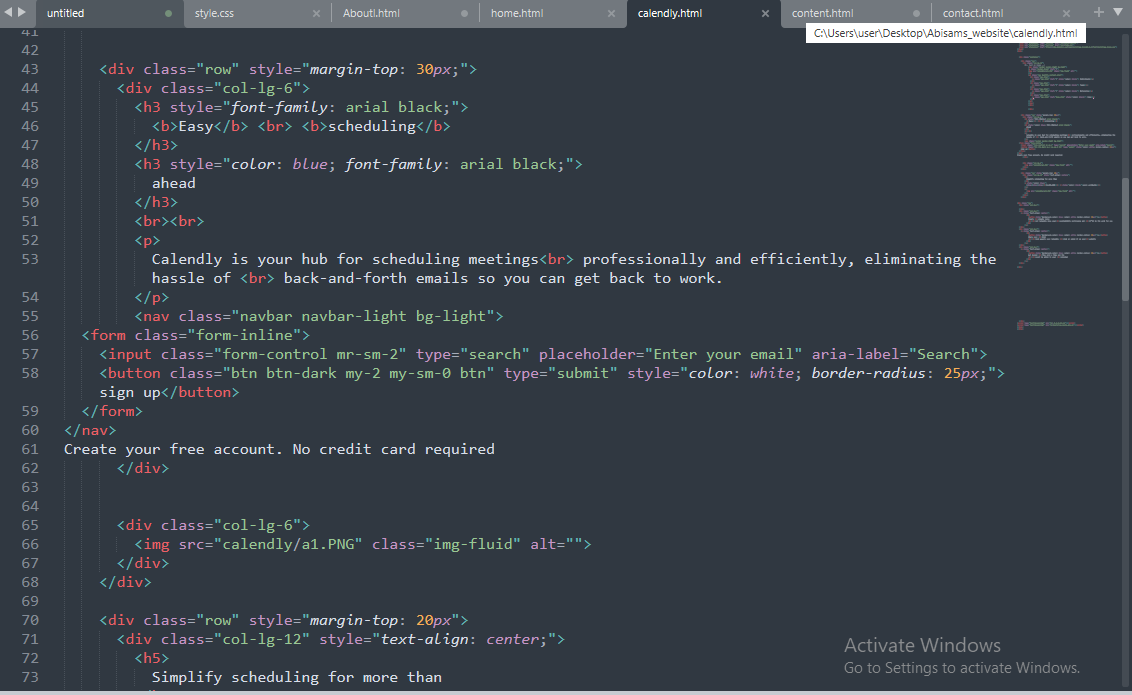 untitled style.css × AboutI.html home.html × calendly.html × content.html contact.html × +
C:\Users\user\Desktop\Abisams_website\calendly.html
41
42
43 <div class="row" style="margin-top: 30px;">
44 <div class="col-lg-6">
45 <h3 style="font-family: arial black;">
46 <b>Easy</b> <br> <b>scheduling</b>
47 </h3>
48 <h3 style="color: blue; font-family: arial black;">
49 ahead
50 </h3>
51 <br><br>
52 <p>
53 Calendly is your hub for scheduling meetings<br> professionally and efficiently, eliminating the
hassle of <br> back-and-forth emails so you can get back to work.
54 </p>
55 <nav class="navbar navbar-light bg-light">
56 <form class="form-inline">
57 <input class="form-control mr-sm-2" type="search" placeholder="Enter your email" aria-label="Search">
58 <button class="btn btn-dark my-2 my-sm-0 btn" type="submit" style="color: white; border-radius: 25px;">
sign up</button>
59 </form>
60 </nav>
61 Create your free account. No credit card required
62 </div>
63
64
65 <div class="col-lg-6">
66 <img src="calendly/a1.PNG" class="img-fluid" alt="">
67 </div>
68 </div>
69
70 <div class="row" style="margin-top: 20px">
71 <div class="col-lg-12" style="text-align: center;">
72 <h5>
73 Simplify scheduling for more than
Activate Windows
Go to Settings to activate Windows.